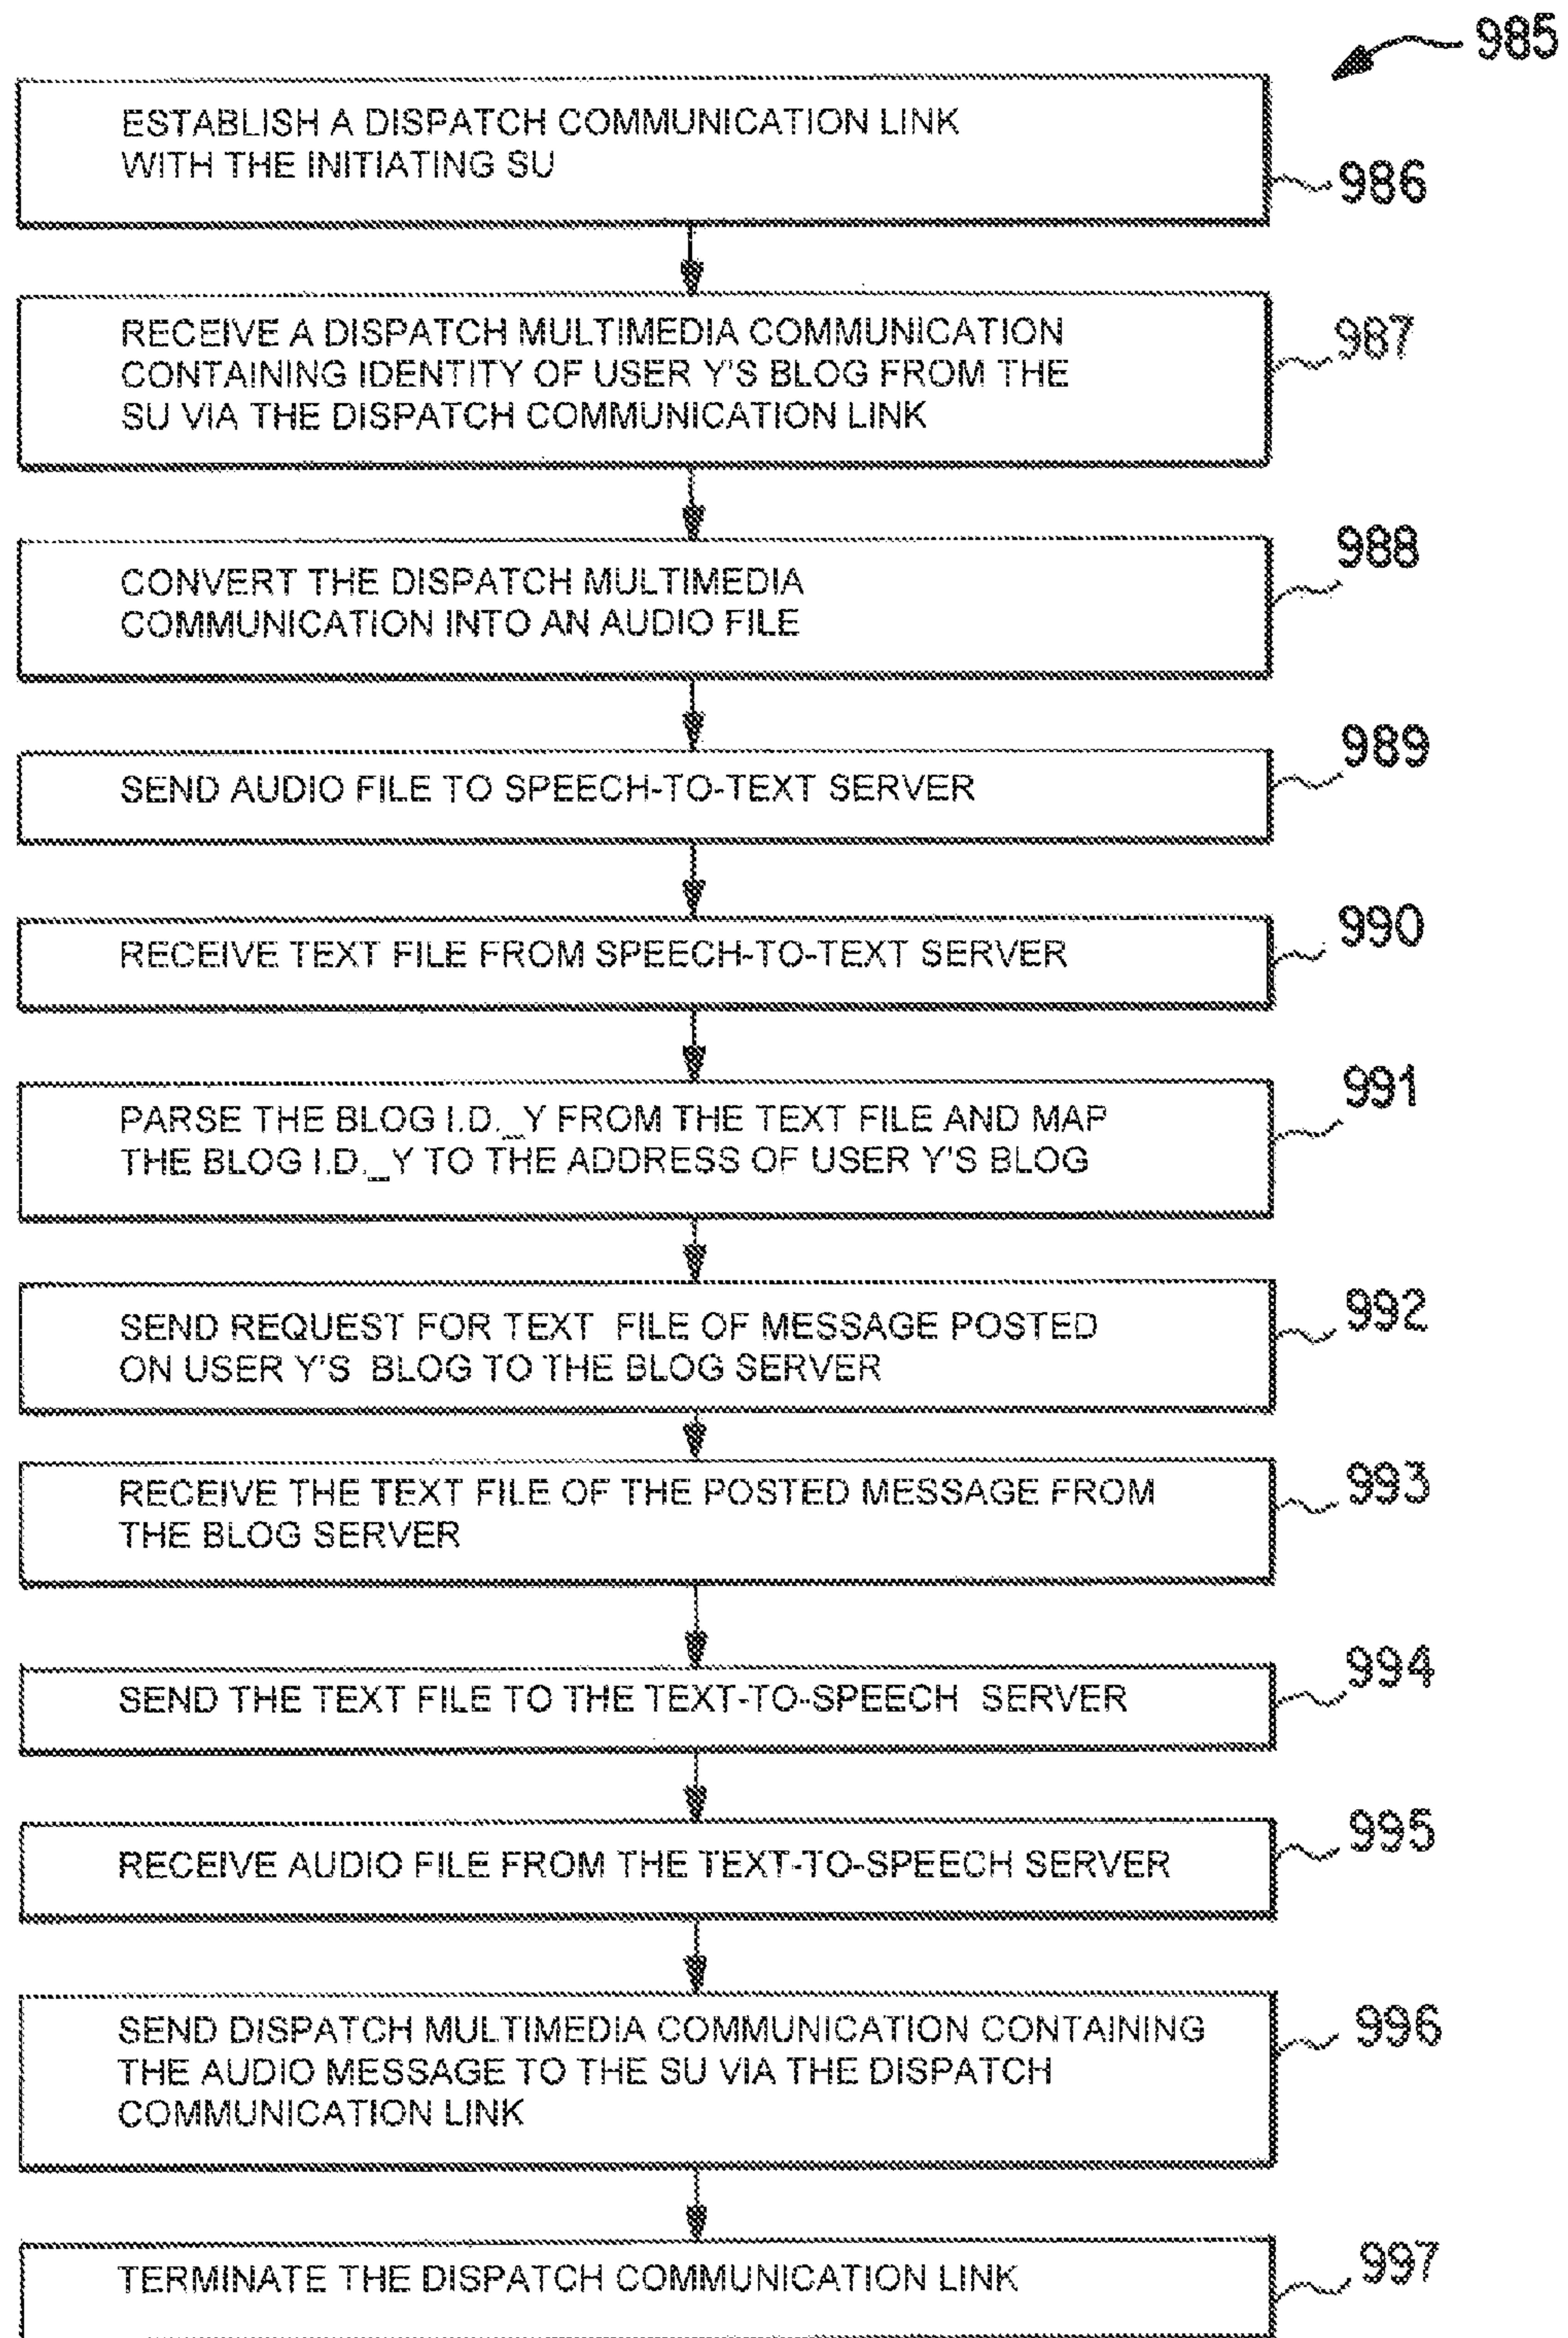 985
ESTABLISH A DISPATCH COMMUNICATION LINK
WITH THE INITIATING SU
986
RECEIVE A DISPATCH MULTIMEDIA COMMUNICATION
CONTAINING IDENTITY OF USER Y'S BLOG FROM THE
SU VIA THE DISPATCH COMMUNICATION LINK
987
CONVERT THE DISPATCH MULTIMEDIA
COMMUNICATION INTO AN AUDIO FILE
988
SEND AUDIO FILE TO SPEECH-TO-TEXT SERVER
989
RECEIVE TEXT FILE FROM SPEECH-TO-TEXT SERVER
990
PARSE THE BLOG I.D._Y FROM THE TEXT FILE AND MAP
THE BLOG I.D._Y TO THE ADDRESS OF USER Y'S BLOG
991
SEND REQUEST FOR TEXT FILE OF MESSAGE POSTED
ON USER Y'S BLOG TO THE BLOG SERVER
992
RECEIVE THE TEXT FILE OF THE POSTED MESSAGE FROM
THE BLOG SERVER
993
SEND THE TEXT FILE TO THE TEXT-TO-SPEECH SERVER
994
RECEIVE AUDIO FILE FROM THE TEXT-TO-SPEECH SERVER
995
SEND DISPATCH MULTIMEDIA COMMUNICATION CONTAINING
THE AUDIO MESSAGE TO THE SU VIA THE DISPATCH
COMMUNICATION LINK
996
TERMINATE THE DISPATCH COMMUNICATION LINK
997